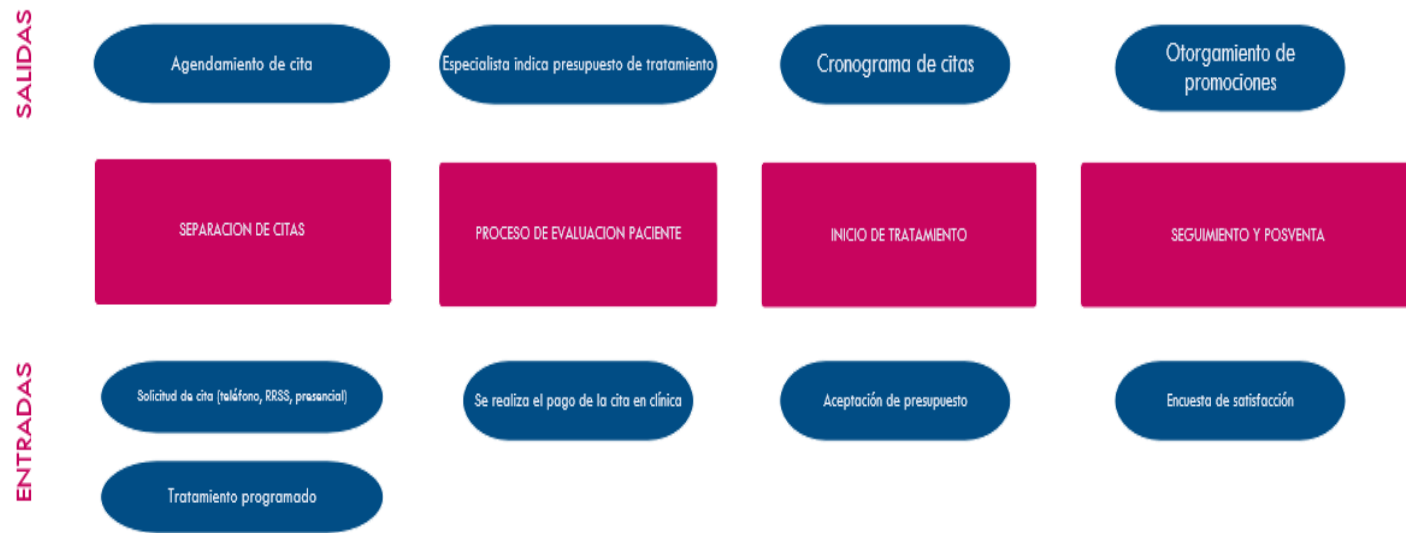 SALIDAS
Agendamiento de cita
Especialista indica presupuesto de tratamiento
Cronograma de citas
Otorgamiento de
promociones
SEPARACION DE CITAS
PROCESO DE EVALUACION PACIENTE
INICIO DE TRATAMIENTO
SEGUIMIENTO Y POSVENTA
ENTRADAS
Solicitud de cita (teléfono, RRSS, presencial)
Se realiza el pago de la cita en clínica
Aceptación de presupuesto
Encuesta de satisfacción
Tratamiento programado